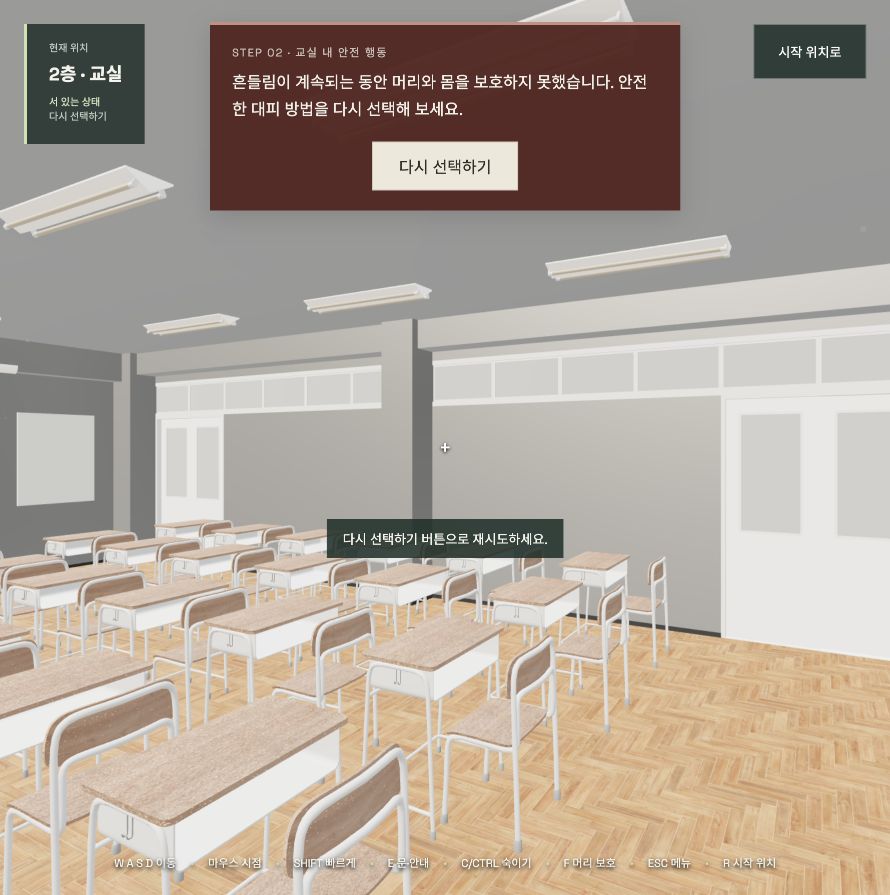 현재 위치
2층 · 교실
서 있는 상태
다시 선택하기
STEP 02 · 교실 내 안전 행동
흔들림이 계속되는 동안 머리와 몸을 보호하지 못했습니다. 안전
한 대피 방법을 다시 선택해 보세요.
다시 선택하기
시작 위치로
다시 선택하기 버튼으로 재시도하세요.
W A S D 이동 · 마우스 시점 · SHIFT 빠르게 · E 문·안내 · C/CTRL 숙이기 · F 머리 보호 · ESC 메뉴 · R 시작 위치